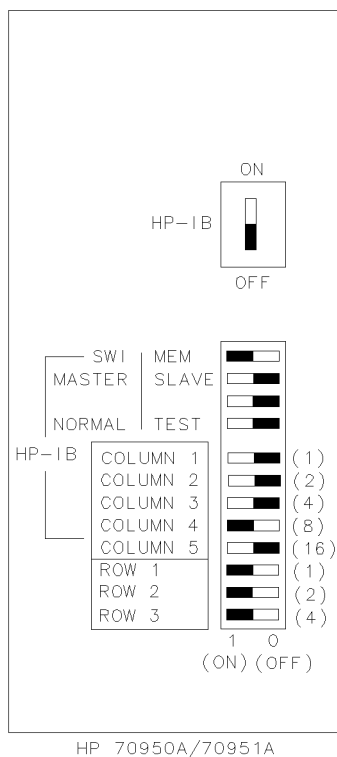 ON
HP-IB
OFF
SWI MEM
MASTER SLAVE
NORMAL TEST
HP-IB
COLUMN 1 (1)
COLUMN 2 (2)
COLUMN 3 (4)
COLUMN 4 (8)
COLUMN 5 (16)
ROW 1 (1)
ROW 2 (2)
ROW 3 (4)
1 0
(ON) (OFF)
HP 70950A/70951A